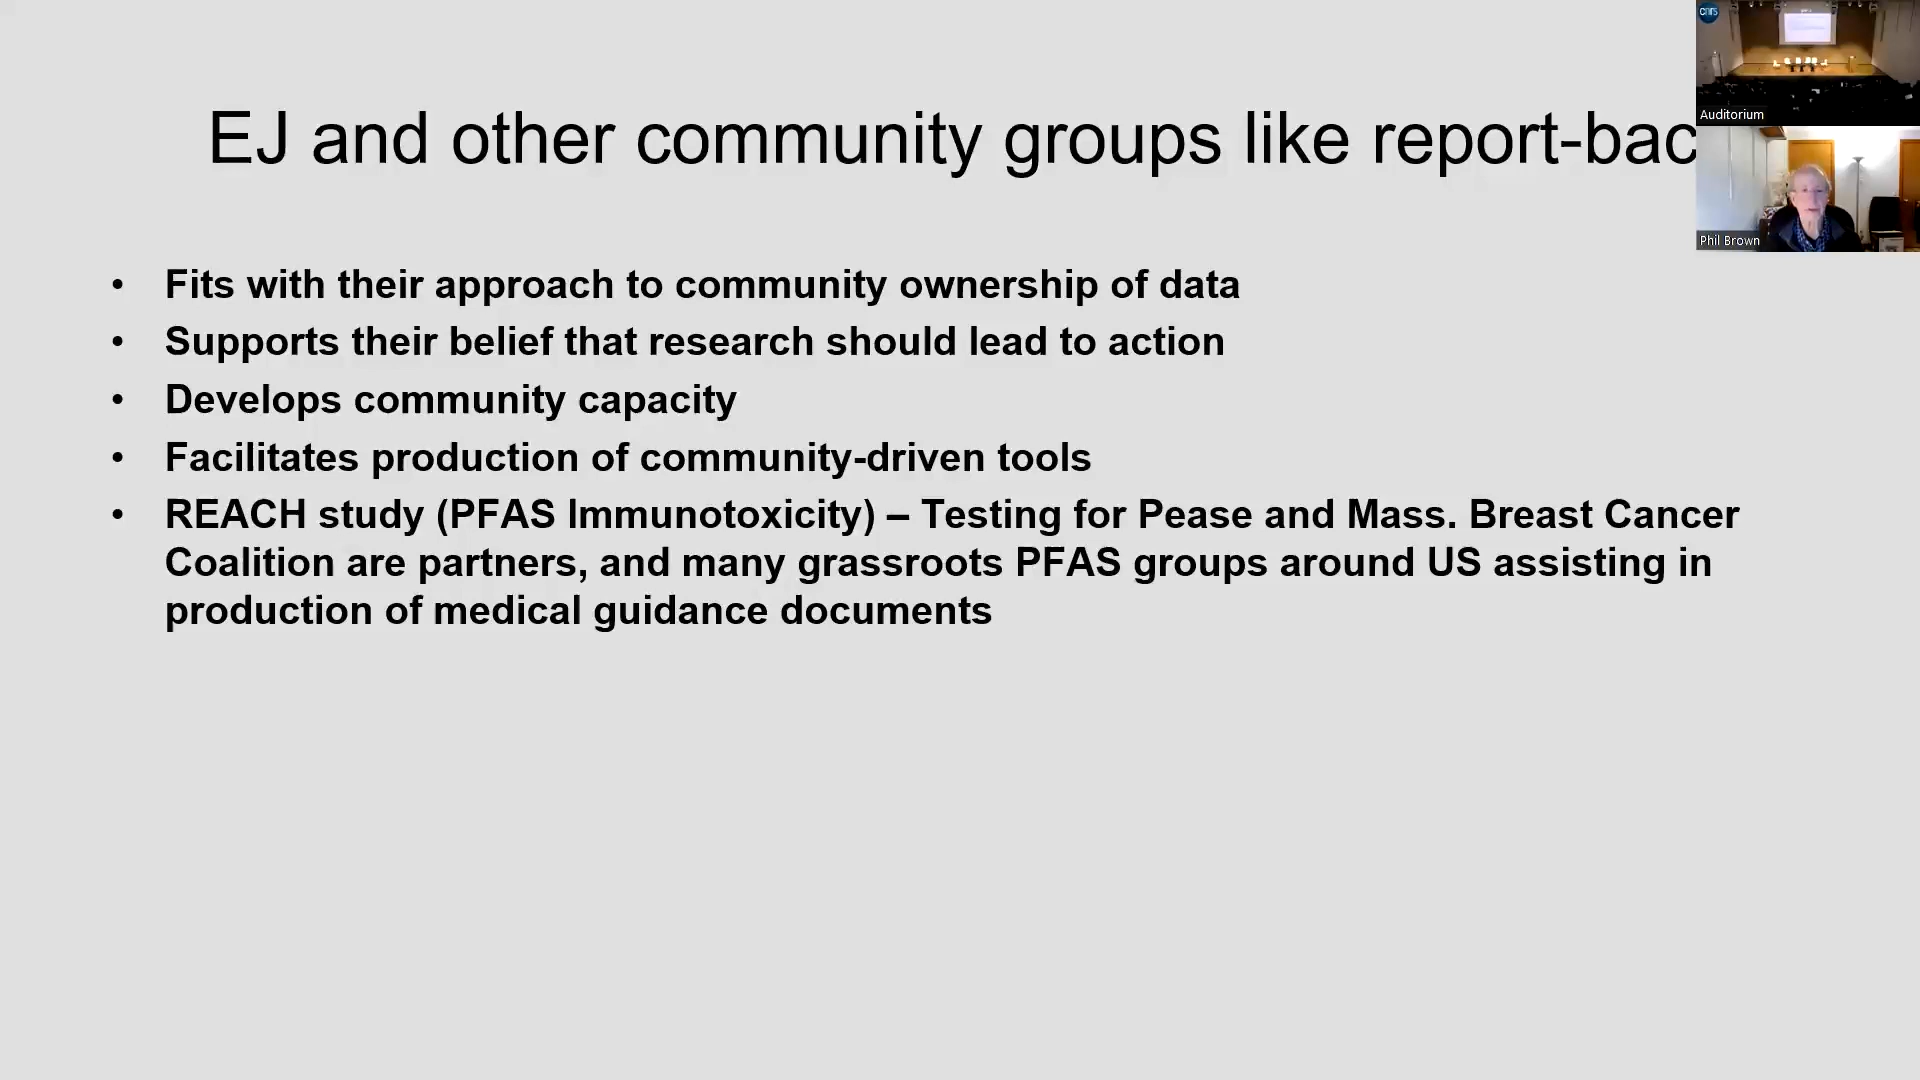 EJ and other community groups like report-bac
• Fits with their approach to community ownership of data
• Supports their belief that research should lead to action
• Develops community capacity
• Facilitates production of community-driven tools
• REACH study (PFAS Immunotoxicity) – Testing for Pease and Mass. Breast Cancer
Coalition are partners, and many grassroots PFAS groups around US assisting in
production of medical guidance documents
cnrs
Auditorium
Phil Brown